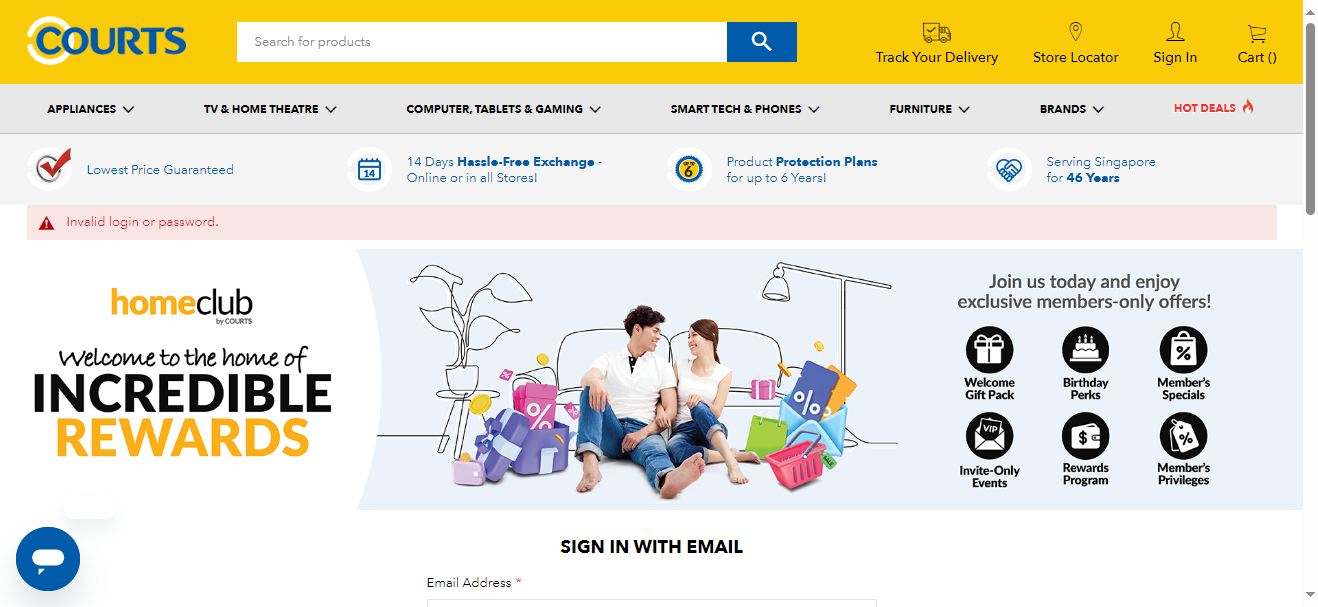 COURTS
Search for products
Track Your Delivery
Store Locator
Sign In
Cart ()
APPLIANCES
TV & HOME THEATRE
COMPUTER, TABLETS & GAMING
SMART TECH & PHONES
FURNITURE
BRANDS
HOT DEALS
Lowest Price Guaranteed
14
14 Days Hassle-Free Exchange -
Online or in all Stores!
UP TO
6
Product Protection Plans
for up to 6 Years!
Serving Singapore
for 46 Years
Invalid login or password.
homeclub
by COURTS
Welcome to the home of
INCREDIBLE
REWARDS
%
%
%
%
SALE
Join us today and enjoy
exclusive members-only offers!
Welcome
Gift Pack
Birthday
Perks
%
Member's
Specials
VIP
Invite-Only
Events
$
Rewards
Program
%
Member's
Privileges
SIGN IN WITH EMAIL
Email Address *